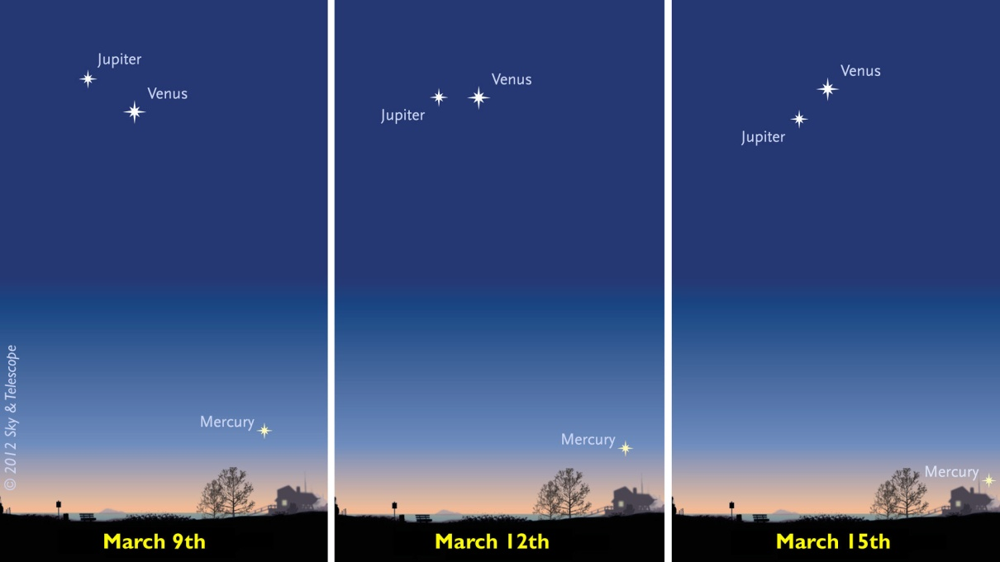 Jupiter
Venus
Mercury
© 2012 Sky & Telescope
March 9th
Venus
Jupiter
Mercury
March 12th
Venus
Jupiter
Mercury
March 15th